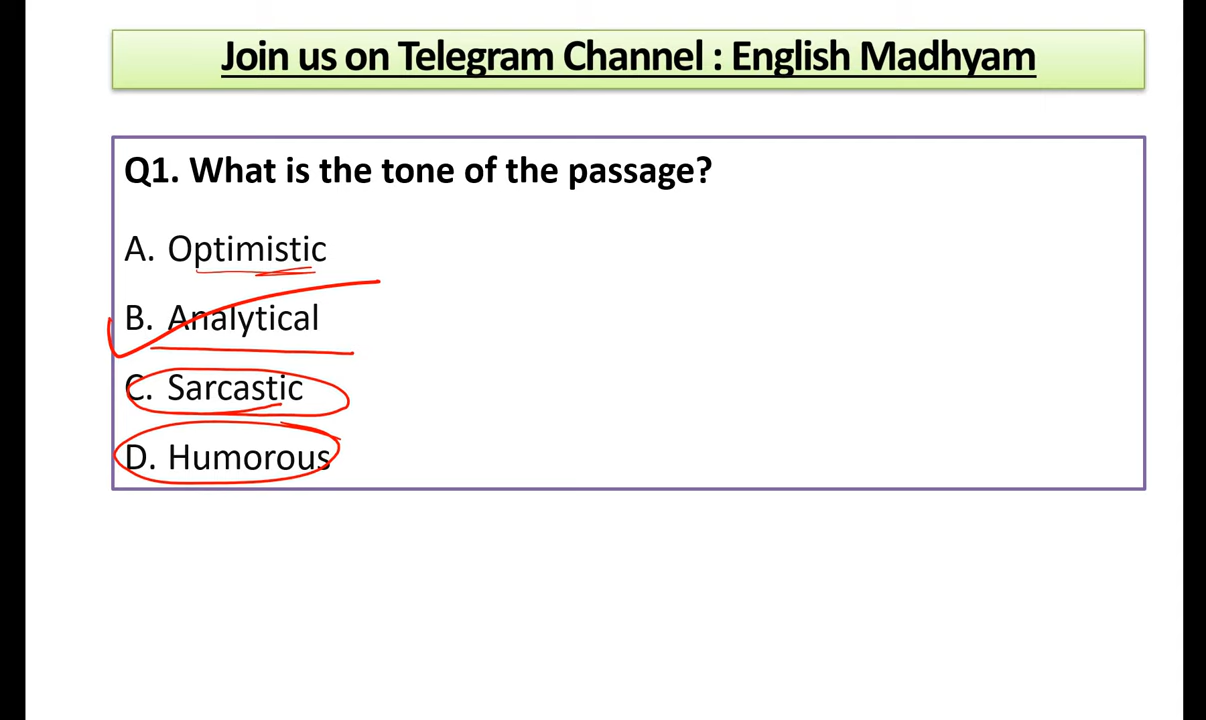 Join us on Telegram Channel : English Madhyam
Q1. What is the tone of the passage?
A. Optimistic
B. Analytical
C. Sarcastic
D. Humorous